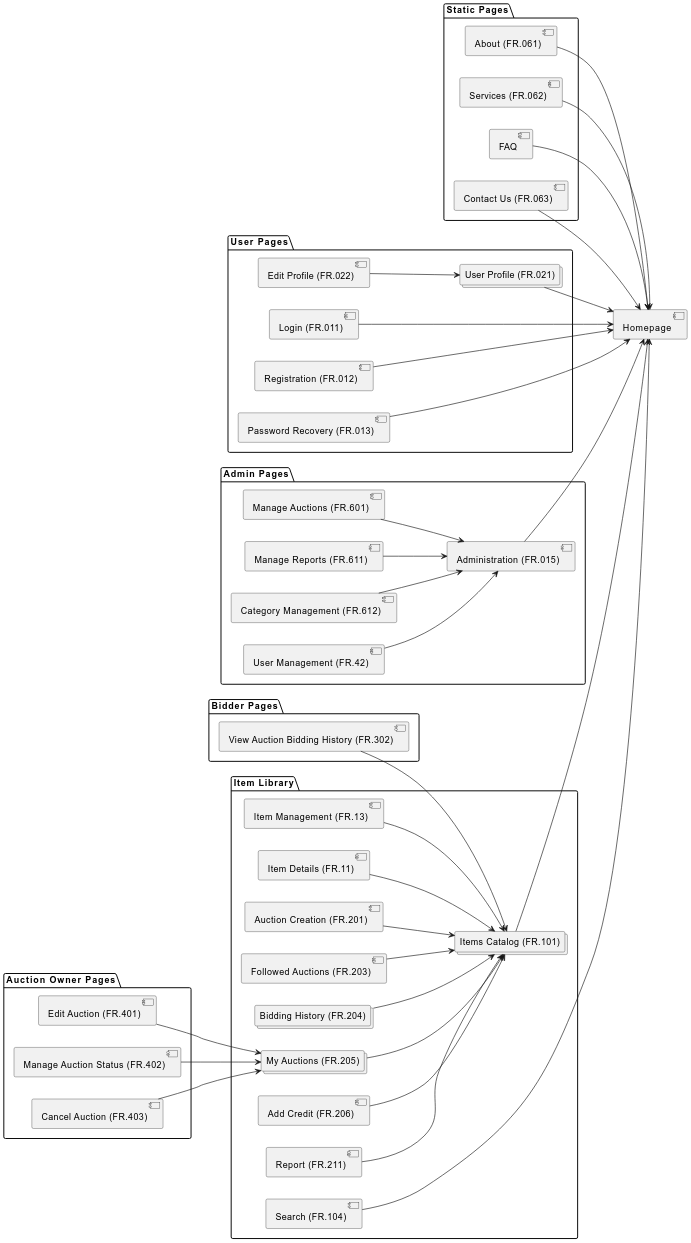 Static Pages
About (FR.061)
Services (FR.062)
FAQ
Contact Us (FR.063)
User Pages
Edit Profile (FR.022)
User Profile (FR.021)
Login (FR.011)
Homepage
Registration (FR.012)
Password Recovery (FR.013)
Admin Pages
Manage Auctions (FR.601)
Manage Reports (FR.611)
Administration (FR.015)
Category Management (FR.612)
User Management (FR.42)
Bidder Pages
View Auction Bidding History (FR.302)
Item Library
Item Management (FR.13)
Item Details (FR.11)
Auction Creation (FR.201)
Items Catalog (FR.101)
Followed Auctions (FR.203)
Bidding History (FR.204)
My Auctions (FR.205)
Add Credit (FR.206)
Report (FR.211)
Search (FR.104)
Auction Owner Pages
Edit Auction (FR.401)
Manage Auction Status (FR.402)
Cancel Auction (FR.403)